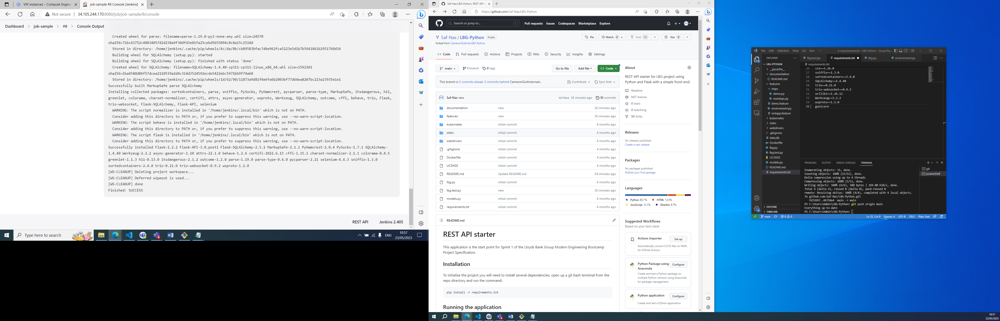 VM instances – Compute Engine
job-sample #8 Console [Jenkins]
Not secure
34.105.244.170:8080/job/job-sample/8/console
Dashboard
job-sample
#8
Console Output
Created wheel for parse: filename=parse-1.19.0-py3-none-any.whl size=24570
sha256=71bc43752c4083405742d238a9f30dfd3e01fa25cebd5b55094c8c8a15c2510d
Stored in directory: /home/jenkins/.cache/pip/wheels/4c/da/8b/cb89583bfac7d6e962fca5223e5d1b7b5941861b2951760d34
Building wheel for SQLAlchemy (setup.py): started
Building wheel for SQLAlchemy (setup.py): finished with status 'done'
Created wheel for SQLAlchemy: filename=SQLAlchemy-1.4.40-cp311-cp311-linux_x86_64.whl size=1592201
sha256=1ba4580d86f57dcea2110539a2d4c314d3524592ecde5422ebc5971bb9f74a68
Stored in directory: /home/jenkins/.cache/pip/wheels/1d/62/90/11873a9d81f4e6fa6b2003bf77d64ea8207bc223a23935e1e1
Successfully built MarkupSafe parse SQLAlchemy
Installing collected packages: sortedcontainers, parse, sniffio, PySocks, PyHamcrest, pycparser, parse-type, MarkupSafe, itsdangerous, h11,
greenlet, colorama, charset-normalizer, certifi, attrs, async-generator, wsproto, Werkzeug, SQLAlchemy, outcome, cffi, behave, trio, Flask,
trio-websocket, Flask-SQLAlchemy, Flask-API, selenium
WARNING: The script normalizer is installed in '/home/jenkins/.local/bin' which is not on PATH.
Consider adding this directory to PATH or, if you prefer to suppress this warning, use --no-warn-script-location.
WARNING: The script behave is installed in '/home/jenkins/.local/bin' which is not on PATH.
Consider adding this directory to PATH or, if you prefer to suppress this warning, use --no-warn-script-location.
WARNING: The script flask is installed in '/home/jenkins/.local/bin' which is not on PATH.
Consider adding this directory to PATH or, if you prefer to suppress this warning, use --no-warn-script-location.
Successfully installed Flask-2.2.2 Flask-API-3.0.post1 Flask-SQLAlchemy-2.5.1 MarkupSafe-2.1.1 PyHamcrest-2.0.4 PySocks-1.7.1 SQLAlchemy-
1.4.40 Werkzeug-2.2.2 async-generator-1.10 attrs-22.1.0 behave-1.2.6 certifi-2022.6.15 cffi-1.15.1 charset-normalizer-2.1.1 colorama-0.4.5
greenlet-1.1.3 h11-0.13.0 itsdangerous-2.1.2 outcome-1.2.0 parse-1.19.0 parse-type-0.6.0 pycparser-2.21 selenium-4.4.3 sniffio-1.3.0
sortedcontainers-2.4.0 trio-0.21.0 trio-websocket-0.9.2 wsproto-1.2.0
[WS-CLEANUP] Deleting project workspace...
[WS-CLEANUP] Deferred wipeout is used...
[WS-CLEANUP] done
Finished: SUCCESS
REST API
Jenkins 2.405
Type here to search
6
ENG
10:57
23/05/2023
Saf-Nas/LBG-Python: REST API st
https://github.com/Saf-Nas/LBG-Python
Search or jump to...
/
Pull requests
Issues
Codespaces
Marketplace
Explore
Saf-Nas / LBG-Python
Public
forked from CameronGuthrie/LBG-Python
Pin
Watch 0
Fork 50
Star 0
Code
Pull requests
Actions
Projects
Wiki
Security
Insights
Settings
main
1 branch
0 tags
Go to file
Add file
Code
This branch is 5 commits ahead, 3 commits behind CameronGuthrie:main.
Contribute
Sync fork
Saf-Nas new
46758e4 26 minutes ago
10 commits
documentation new 26 minutes ago
features new 26 minutes ago
kubernetes initial commit 4 months ago
static initial commit 4 months ago
webdrivers initial commit 4 months ago
.gitignore initial commit 4 months ago
Dockerfile initial commit 4 months ago
LICENSE initial commit 4 months ago
README.md Update README.md 54 minutes ago
lbg.py initial commit 4 months ago
lbg.test.py new 26 minutes ago
models.py initial commit 4 months ago
requirements.txt initial commit 4 months ago
README.md
REST API starter
This application is the start point for Sprint 1 of the Lloyds Bank Group Modern Engineering Bootcamp
Project Specification.
Installation
To initialise the project you will need to install several dependencies, open up a git bash terminal from the
repo directory and run the command:
pip install -r requirements.txt
Running the application
About
REST API starter for LBG project using
Python and Flask with a simple front-end.
Readme
MIT license
0 stars
0 watching
50 forks
Releases
No releases published
Create a new release
Packages
No packages published
Publish your first package
Languages
Python 65.7%
HTML 12.5%
JavaScript 12.1%
Gherkin 9.7%
Suggested Workflows
Based on your tech stack
Actions Importer
Set up
Automatically convert CI/CD files to YAML
for GitHub Actions.
Python Package using
Anaconda
Configure
Create and test a Python package on
multiple Python versions using Anaconda
for package management.
Python application
Configure
Create and test a Python application.
File
Edit
Selection
View
Go
Run
requirements.txt - LBG-Python - Visual Stu...
EXPLORER
lbg.test.py
requirements.txt
lbg.py
environment.py
LBG-PYTHON
__pycache__
documentation
README.md
features
steps
demo.py
reststeps.py
demo.feature
environment.py
restapp.feature
kubernetes
static
webdrivers
.gitignore
data.db
Dockerfile
lbg.py
lbg.test.py
LICENSE
models.py
README.md
requirements.txt
OUTLINE
TIMELINE
requirements.txt
26 six==1.16.0
27 sniffio==1.3.0
28 sortedcontainers==2.4.0
29 SQLAlchemy==1.4.40
30 trio==0.21.0
31 trio-websocket==0.9.2
32 urllib3==1.26.12
33 Werkzeug==2.2.2
34 wsproto==1.2.0
35 gunicorn
PROBLEMS
OUTPUT
DEBUG CONSOLE
TERMINAL
git
powershell
Enumerating objects: 11, done.
Counting objects: 100% (11/11), done.
Delta compression using up to 4 threads
Compressing objects: 100% (5/5), done.
Writing objects: 100% (6/6), 508 bytes | 169.00 KiB/s, done.
Total 6 (delta 4), reused 0 (delta 0), pack-reused 0
remote: Resolving deltas: 100% (4/4), completed with 4 local objects.
To github.com:Saf-Nas/LBG-Python.git
fd72697..46758e4 main -> main
PS C:\Users\Admin\LBG-Python> git push origin main
Everything up-to-date
PS C:\Users\Admin\LBG-Python>
main
0
0
Ln 35, Col 9
Spaces: 4
UTF-8
CRLF
Plain Text
10:57
23/05/2023